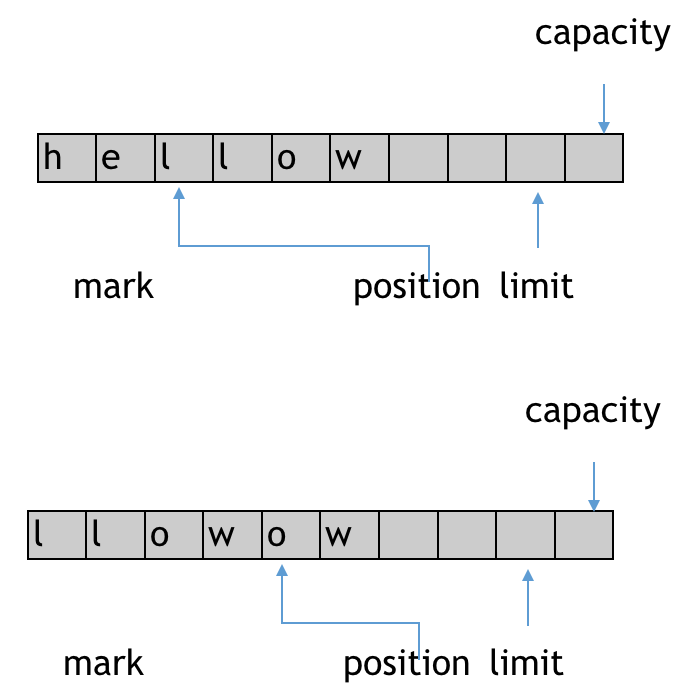 capacity
h e l l o w
mark position limit
capacity
l l o w o w
mark position limit